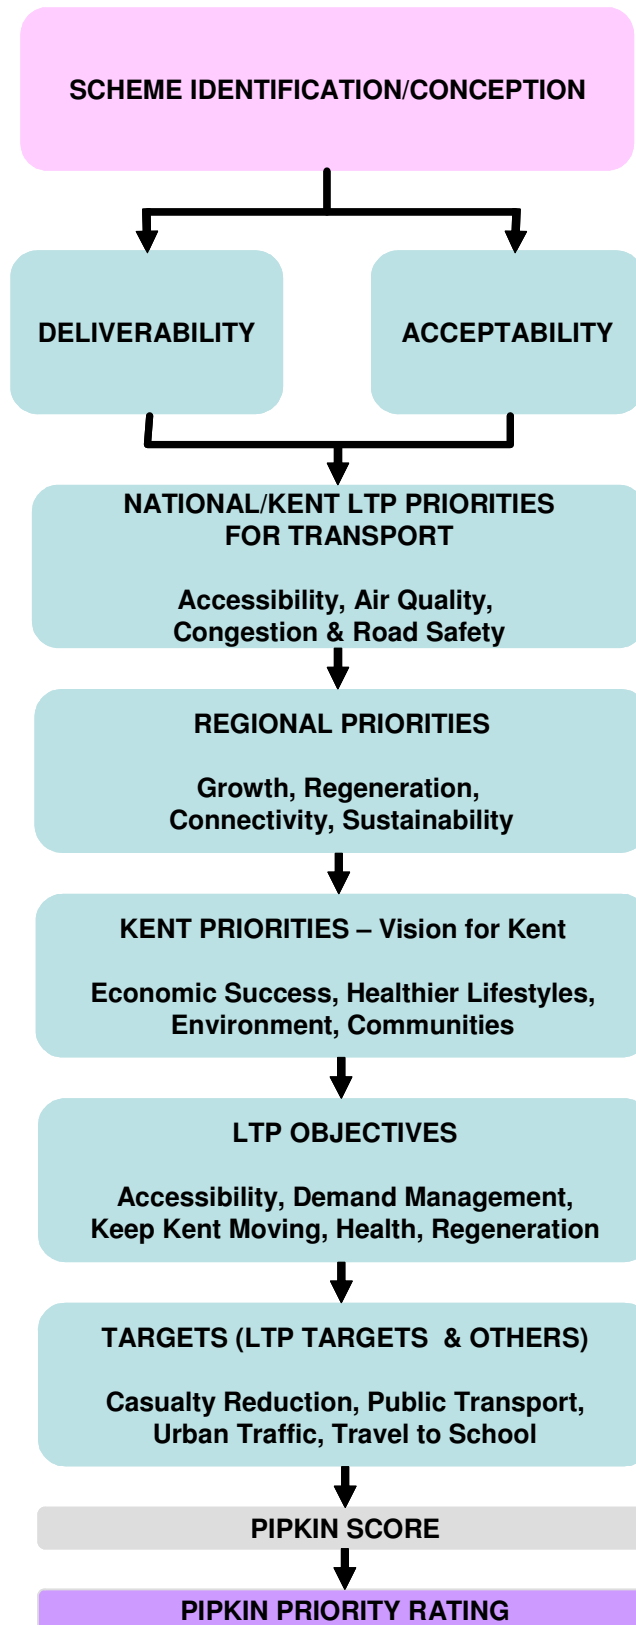 SCHEME IDENTIFICATION/CONCEPTION
DELIVERABILITY
ACCEPTABILITY
NATIONAL/KENT LTP PRIORITIES
FOR TRANSPORT
Accessibility, Air Quality,
Congestion & Road Safety
REGIONAL PRIORITIES
Growth, Regeneration,
Connectivity, Sustainability
KENT PRIORITIES – Vision for Kent
Economic Success, Healthier Lifestyles,
Environment, Communities
LTP OBJECTIVES
Accessibility, Demand Management,
Keep Kent Moving, Health, Regeneration
TARGETS (LTP TARGETS & OTHERS)
Casualty Reduction, Public Transport,
Urban Traffic, Travel to School
PIPKIN SCORE
PIPKIN PRIORITY RATING